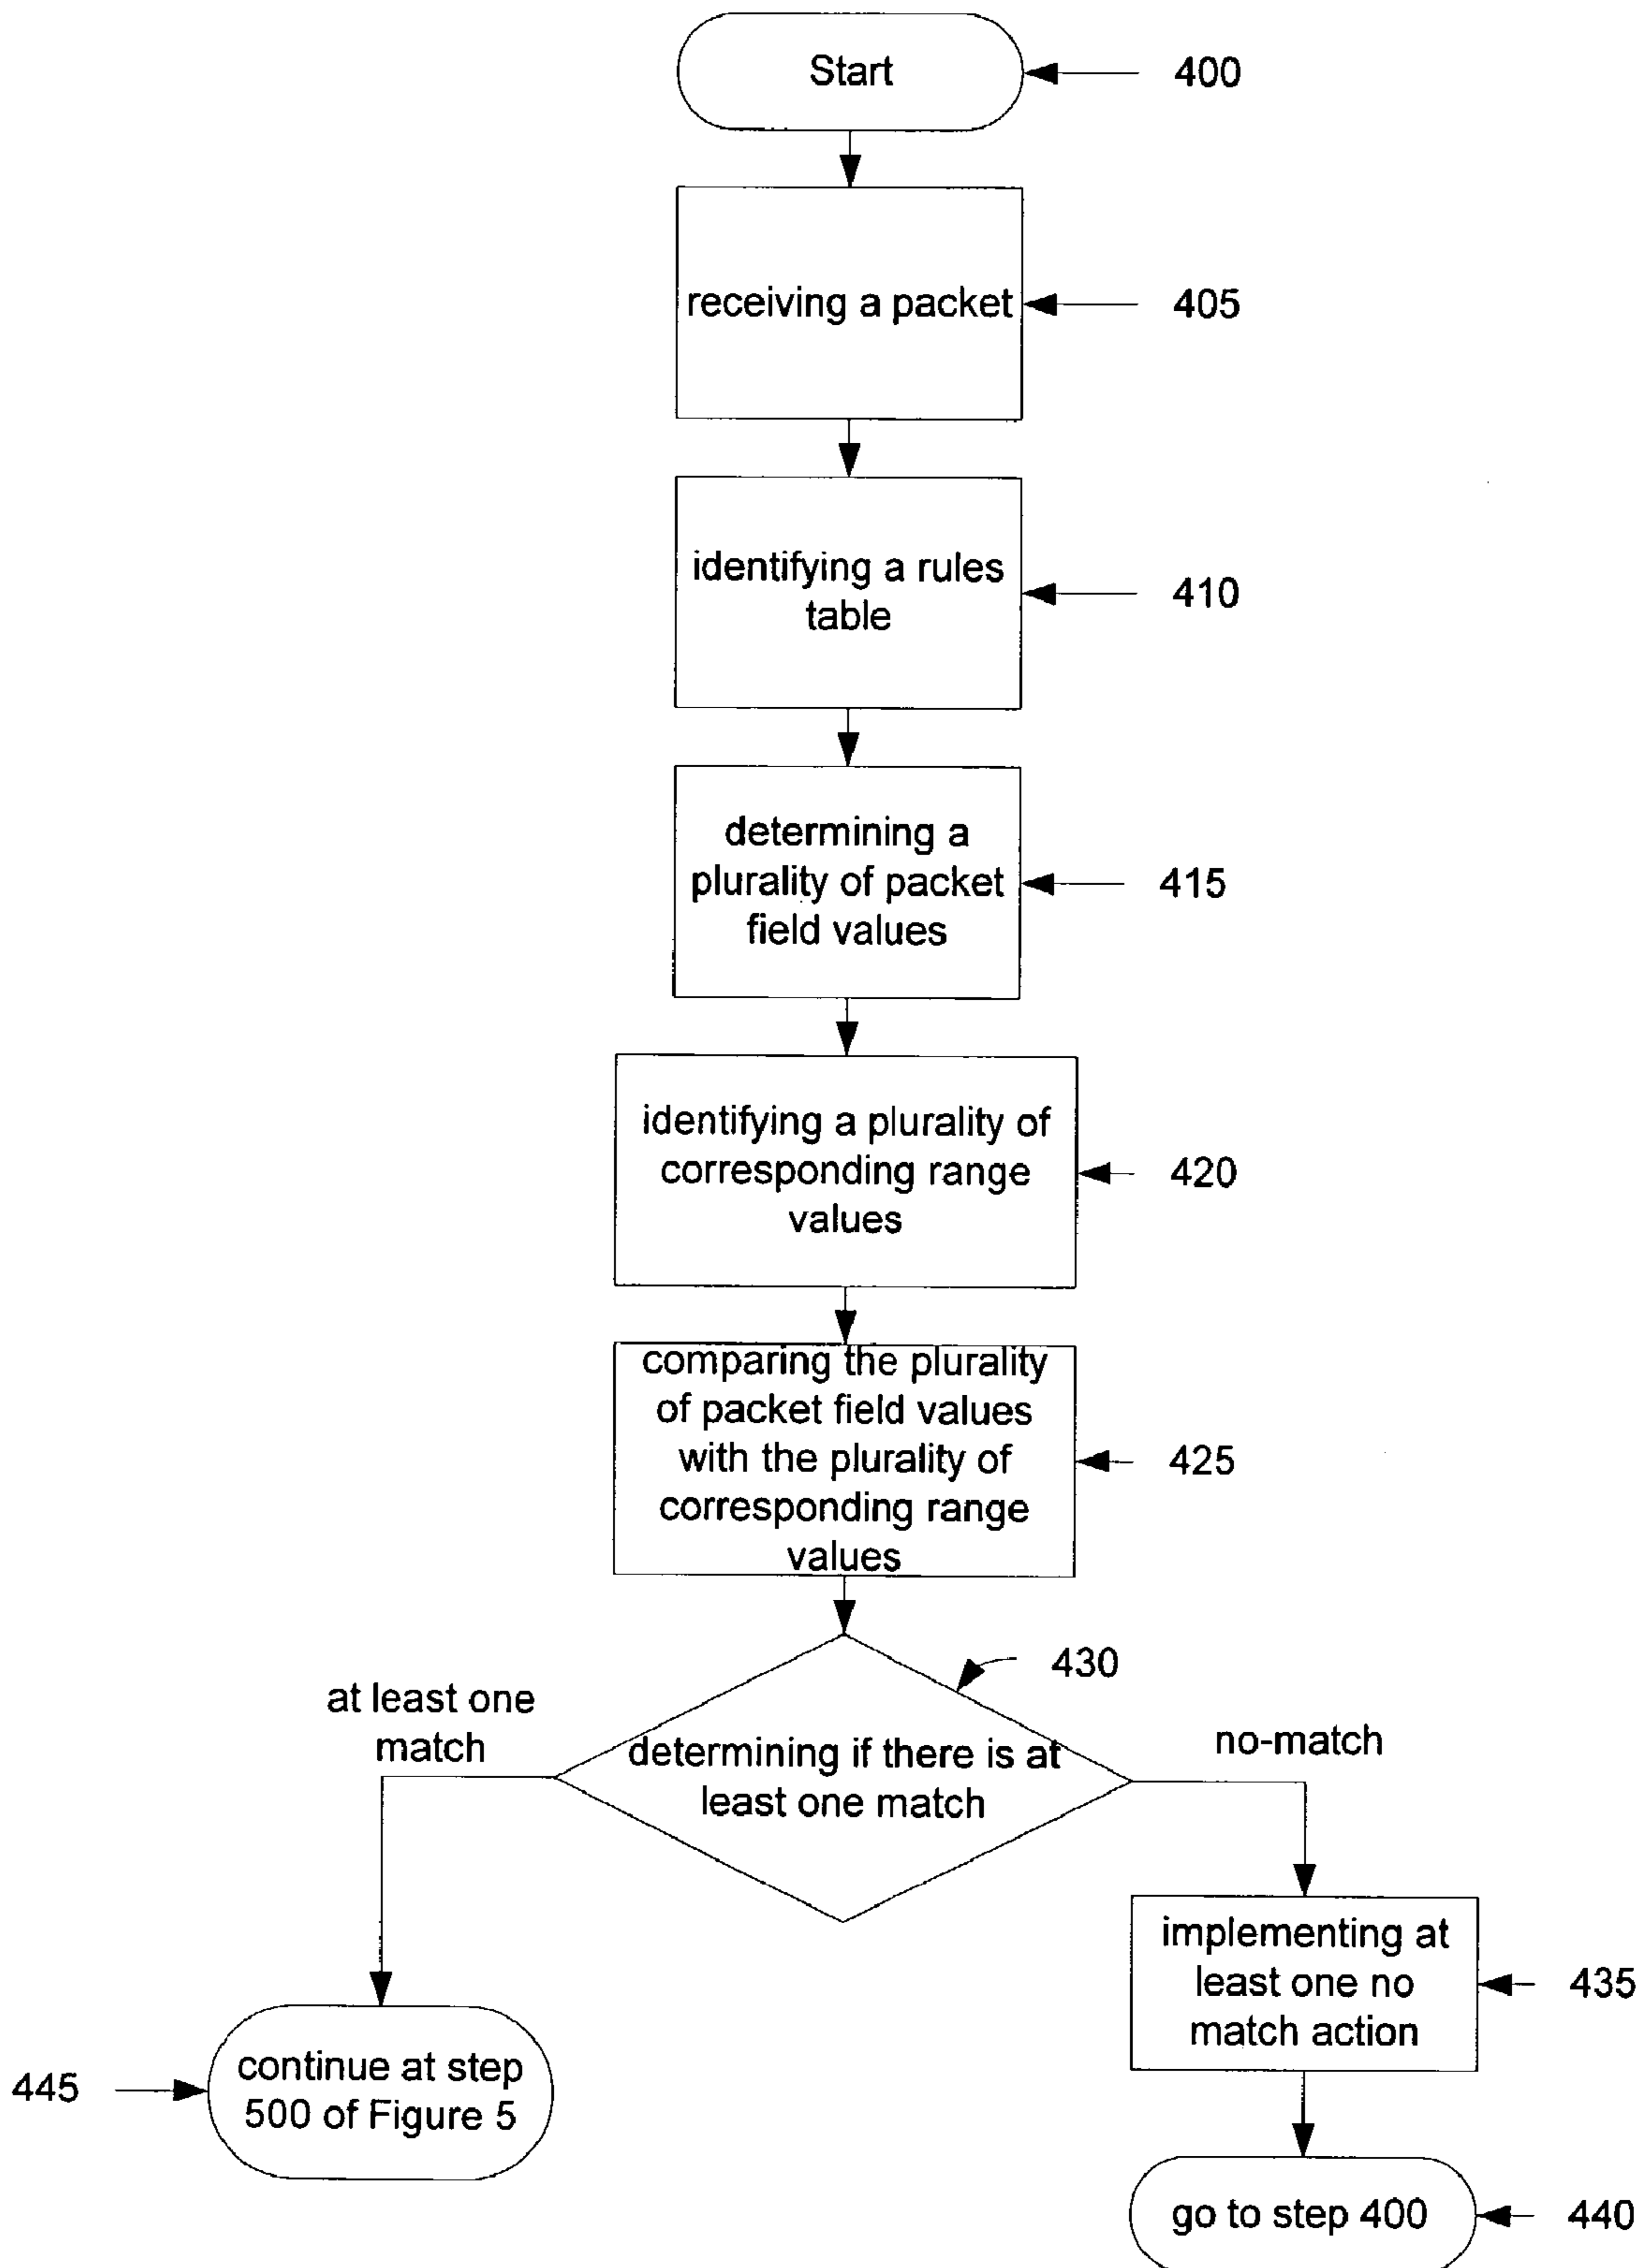 Start
400
receiving a packet
405
identifying a rules
table
410
determining a
plurality of packet
field values
415
identifying a plurality of
corresponding range
values
420
comparing the plurality
of packet field values
with the plurality of
corresponding range
values
425
430
at least one
match
determining if there is at
least one match
no-match
implementing at
least one no
match action
435
445
continue at step
500 of Figure 5
go to step 400
440